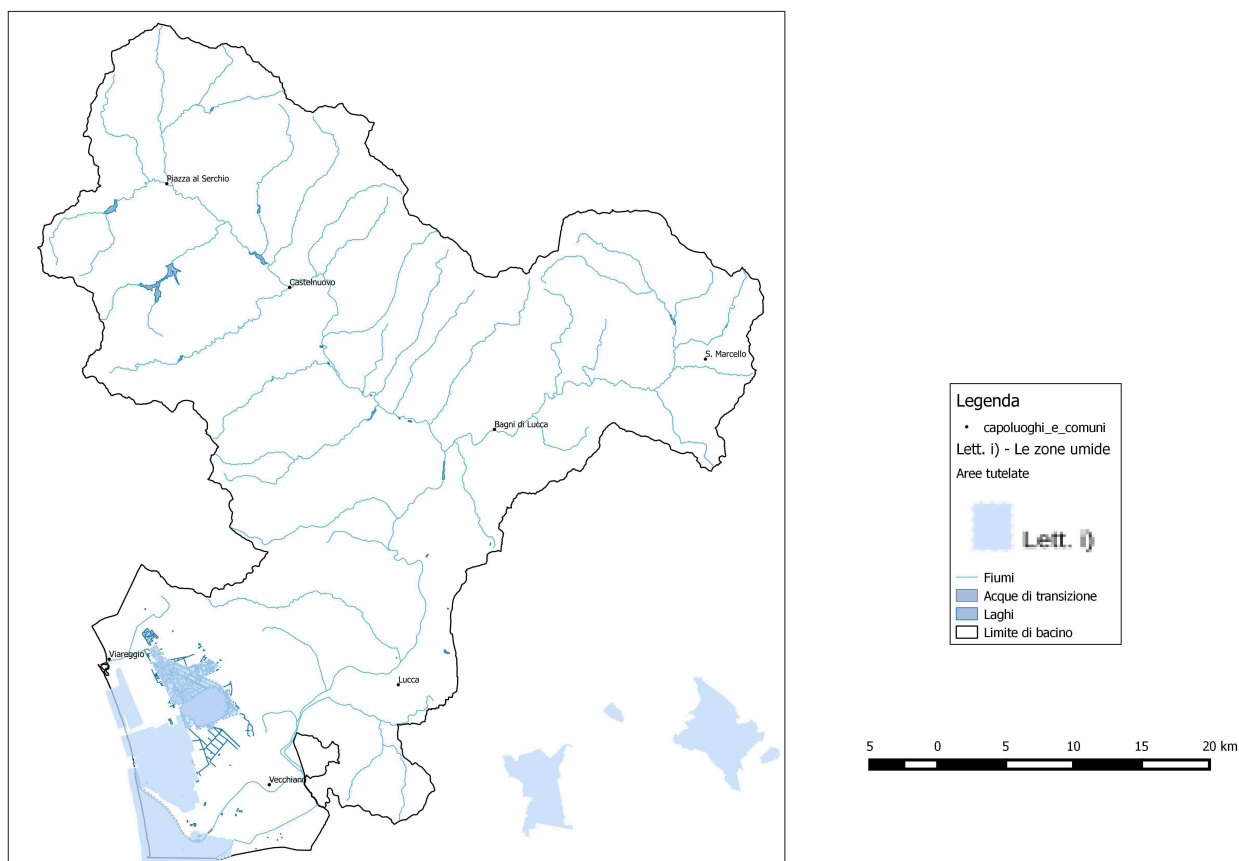 Piazza al Serchio
Castelnuovo
S. Marcello
Bagni di Lucca
Viareggio
Lucca
Vecchiano
Legenda
capoluoghi_e_comuni
Lett. i) - Le zone umide
Aree tutelate
Lett. i)
Fiumi
Acque di transizione
Laghi
Limite di bacino
5 0 5 10 15 20 km